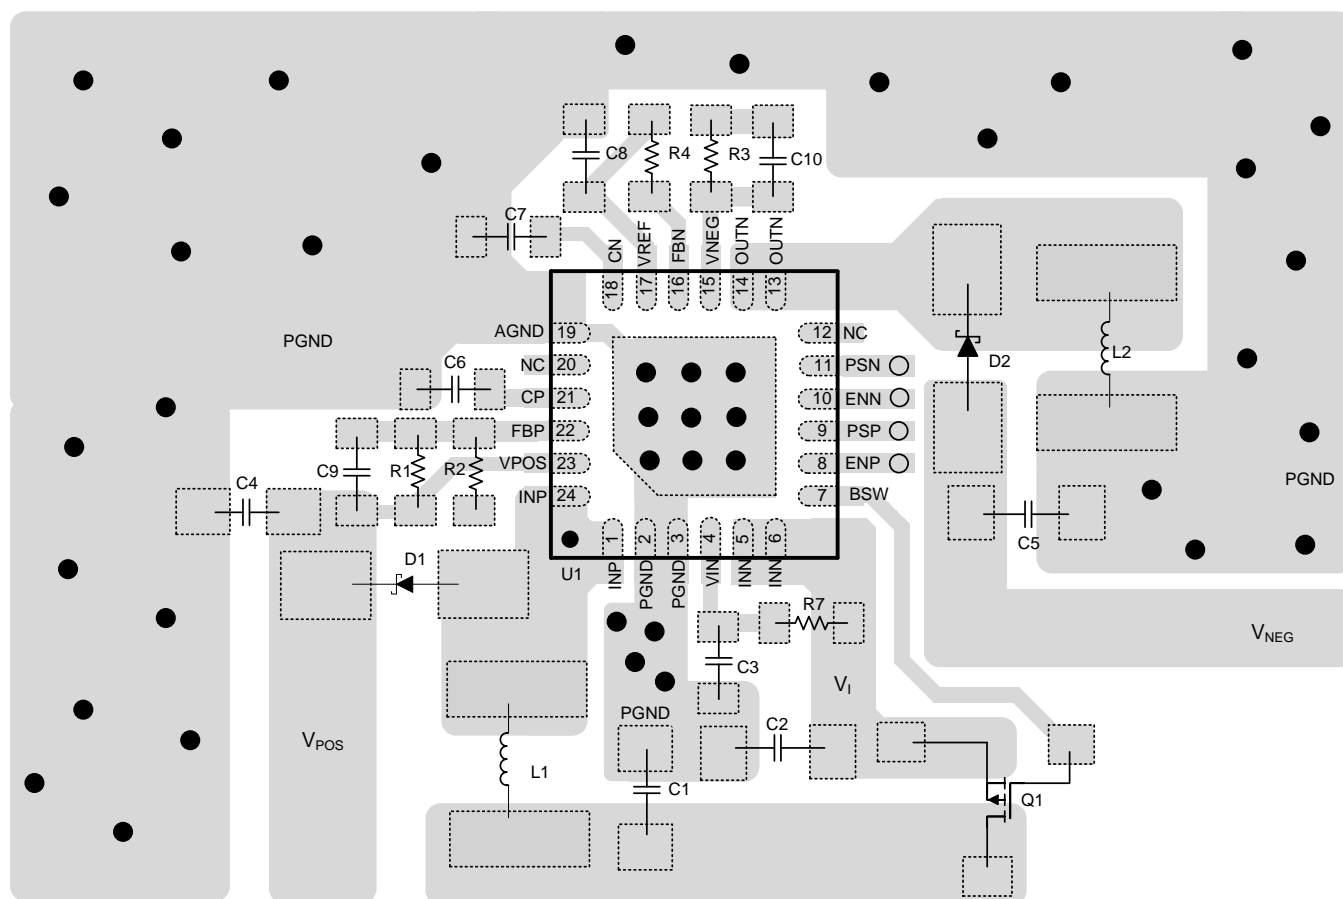 C8
R4
R3
C10
C7
CN
VREF
FBN
VNEG
OUTN
OUTN
18
17
16
15
14
13
PGND
AGND 19
12 NC
D2
L2
NC 20
11 PSN
C6
CP 21
10 ENN
FBP 22
9 PSP
C9
R1
R2
VPOS 23
8 ENP
PGND
C4
INP 24
7 BSW
C5
1
2
3
4
5
6
D1
U1
INP
PGND
PGND
VIN
INN
INN
R7
VNEG
C3
VI
PGND
VPOS
C2
L1
C1
Q1